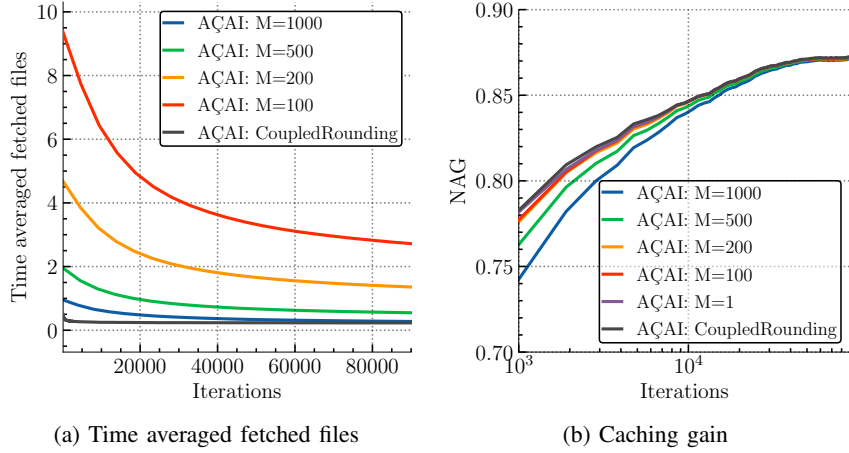 10
8
6
4
2
0
Time averaged fetched files
AÇAI: M=1000
AÇAI: M=500
AÇAI: M=200
AÇAI: M=100
AÇAI: CoupledRounding
20000 40000 60000 80000
Iterations
(a) Time averaged fetched files
0.90
0.85
0.80
0.75
0.70
NAG
AÇAI: M=1000
AÇAI: M=500
AÇAI: M=200
AÇAI: M=100
AÇAI: M=1
AÇAI: CoupledRounding
10³ 10⁴
Iterations
(b) Caching gain